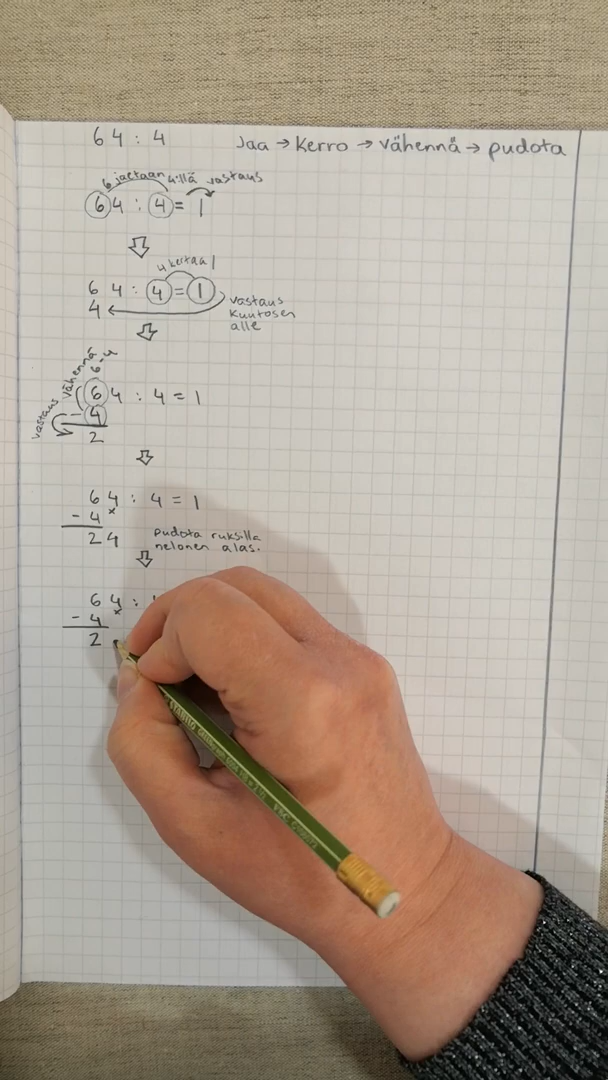 64 : 4
Jaa → Kerro → vähennä → pudota
6 jaetaan 4:llä vastaus
64 : 4 = 1
4 kertaa 1
64 : 4 = 1
4
vastaus
kuutosen
alle
vähennä
6-4
vastaus
64 : 4 = 1
- 4
2
64 : 4 = 1
- 4 x
24
pudota ruksilla
nelonen alas.
64 :
- 4 x
2
STABILO